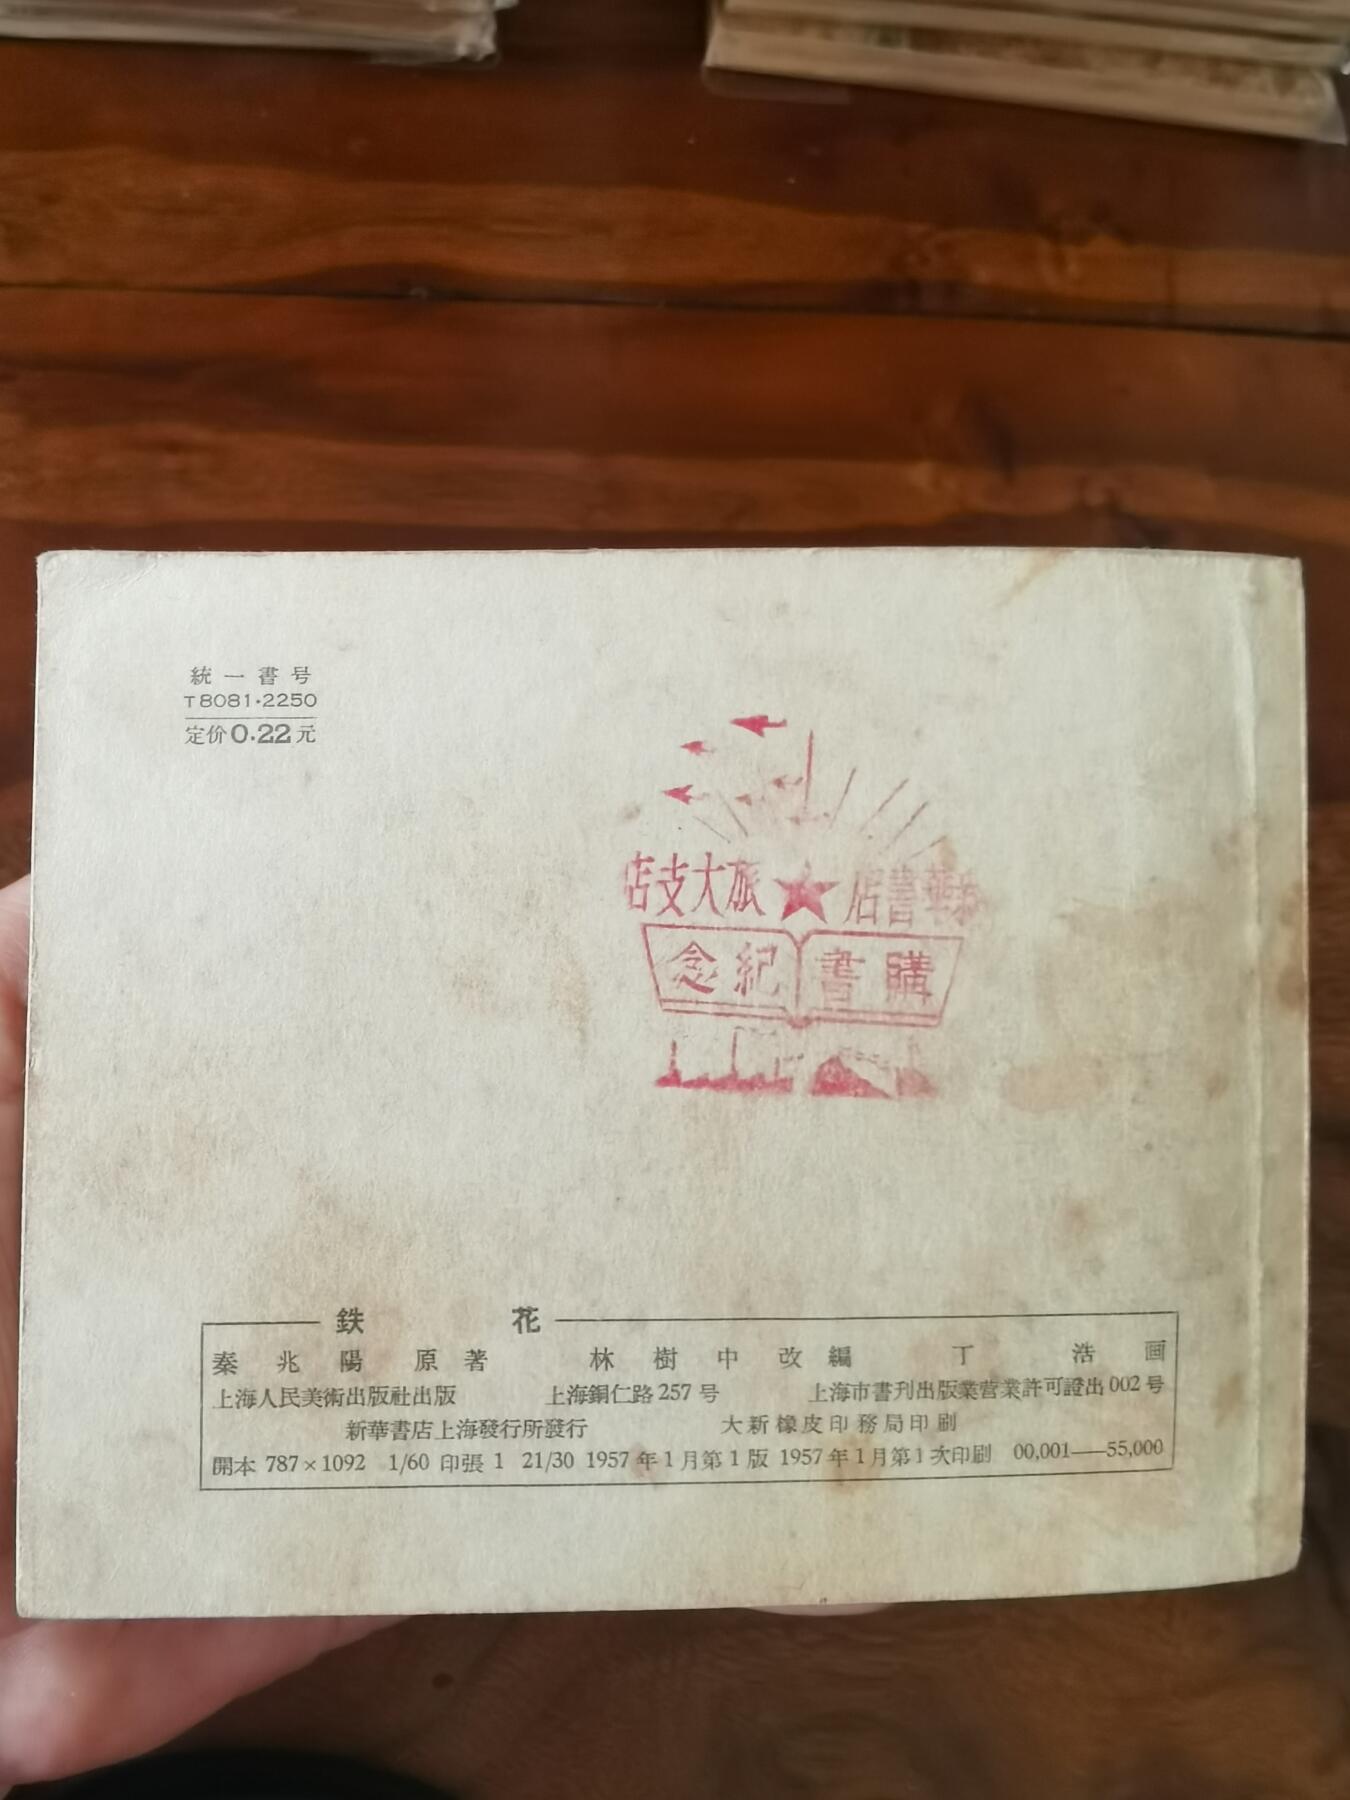 統一書号
T8081·2250
定价0.22元
新華書店★旅大支店
購書紀念
鉄花
秦兆陽原著 林樹中改編 丁浩画
上海人民美術出版社出版 上海銅仁路257号 上海市書刊出版業营業許可證出002号
新華書店上海發行所發行 大新橡皮印務局印刷
開本 787×1092 1/60 印張 1 21/30 1957年1月第1版 1957年1月第1次印刷 00,001——55,000